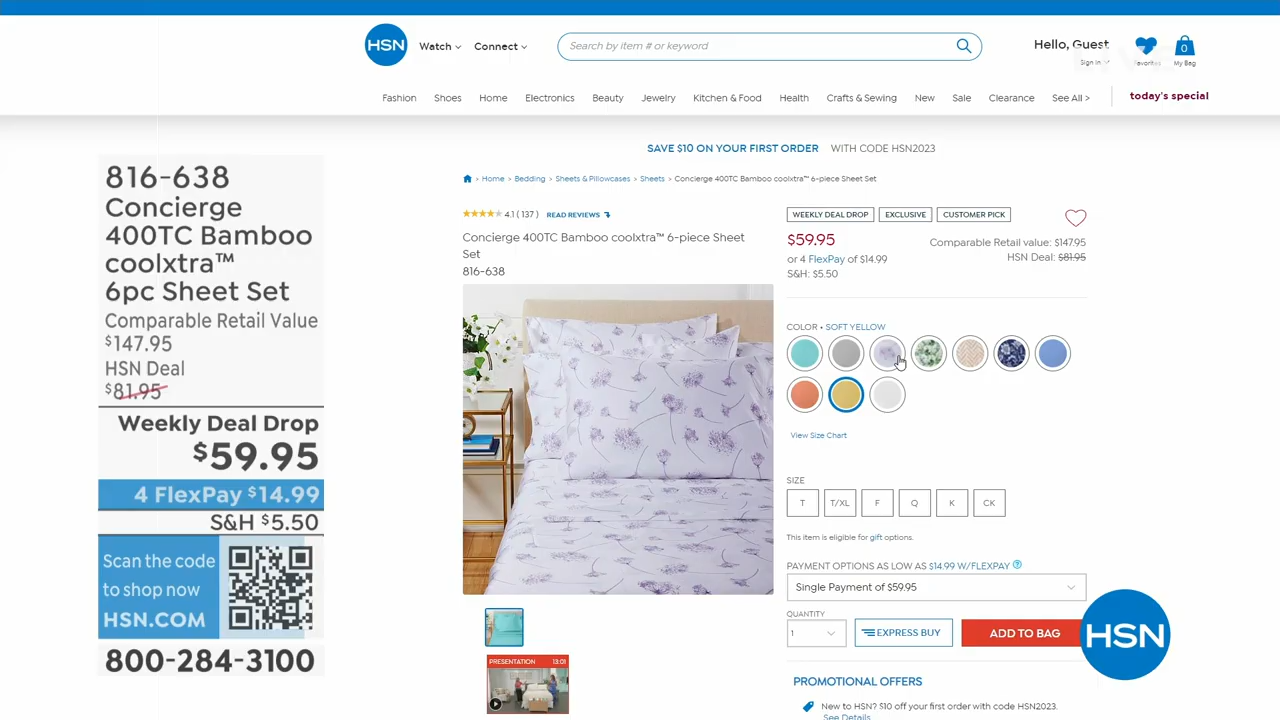 HSN
Watch
Connect
Search by item # or keyword
Hello, Guest
Sign In
Favorites
0
My Bag
Fashion
Shoes
Home
Electronics
Beauty
Jewelry
Kitchen & Food
Health
Crafts & Sewing
New
Sale
Clearance
See All >
today's special
SAVE $10 ON YOUR FIRST ORDER WITH CODE HSN2023
Home > Bedding > Sheets & Pillowcases > Sheets > Concierge 400TC Bamboo coolxtra™ 6-piece Sheet Set
816-638
Concierge
400TC Bamboo
coolxtra™
6pc Sheet Set
Comparable Retail Value
$147.95
HSN Deal
$81.95
Weekly Deal Drop
$59.95
4 FlexPay $14.99
S&H $5.50
Scan the code
to shop now
HSN.COM
800-284-3100
4.1 ( 137 ) READ REVIEWS
Concierge 400TC Bamboo coolxtra™ 6-piece Sheet
Set
816-638
PRESENTATION 13:01
WEEKLY DEAL DROP
EXCLUSIVE
CUSTOMER PICK
$59.95
or 4 FlexPay of $14.99
S&H: $5.50
Comparable Retail value: $147.95
HSN Deal: $81.95
COLOR • SOFT YELLOW
View Size Chart
SIZE
T
T/XL
F
Q
K
CK
This item is eligible for gift options.
PAYMENT OPTIONS AS LOW AS $14.99 W/FLEXPAY
Single Payment of $59.95
QUANTITY
1
EXPRESS BUY
ADD TO BAG
HSN
PROMOTIONAL OFFERS
New to HSN? $10 off your first order with code HSN2023.
See Details